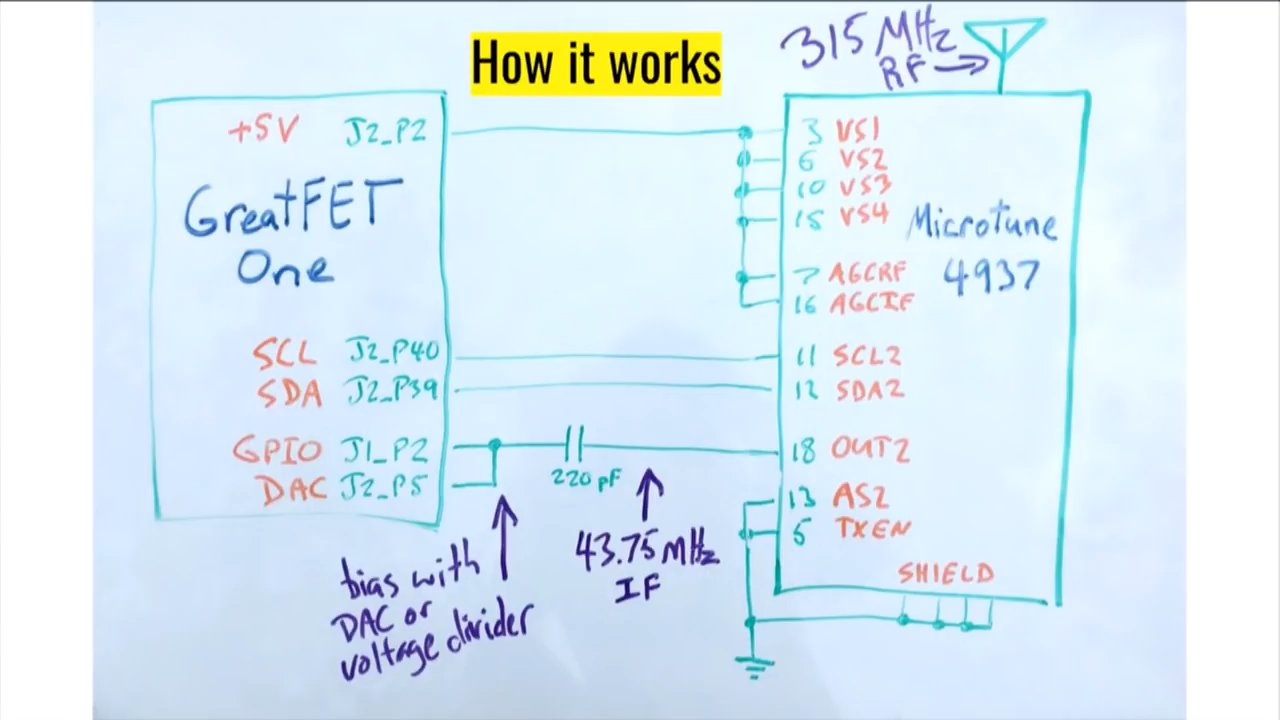 How it works
315 MHz
RF
+5V J2_P2
GreatFET
One
SCL J2_P40
SDA J2_P39
GPIO J1_P2
DAC J2_P5
220 pF
43.75 MHz
IF
bias with
DAC or
voltage divider
3 VS1
6 VS2
10 VS3
15 VS4
Microtune
4937
7 AGCRF
16 AGCIF
11 SCL2
12 SDA2
18 OUT2
13 AS2
5 TXEN
SHIELD